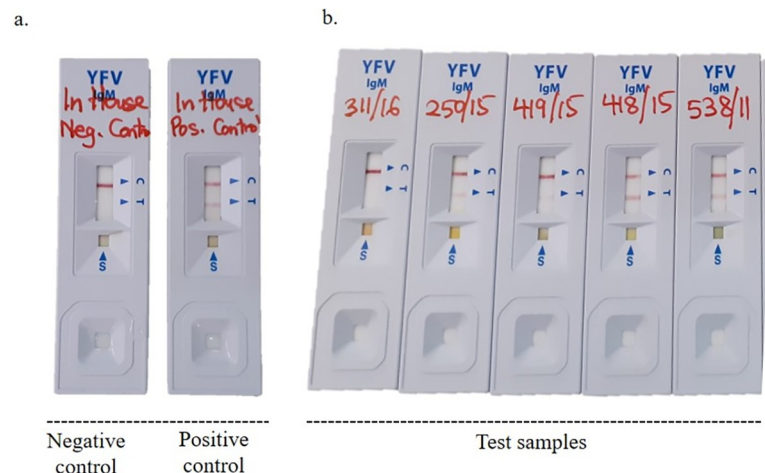 a.
YFV
IgM
In House
Neg. Contro
C
T
S
YFV
IgM
In House
Pos. Control
C
T
S
Negative
control
Positive
control
b.
YFV
IgM
311/16
C
T
S
YFV
IgM
250/15
C
T
S
YFV
IgM
419/15
C
T
S
YFV
IgM
418/15
C
T
S
YFV
IgM
538/11
C
T
S
Test samples